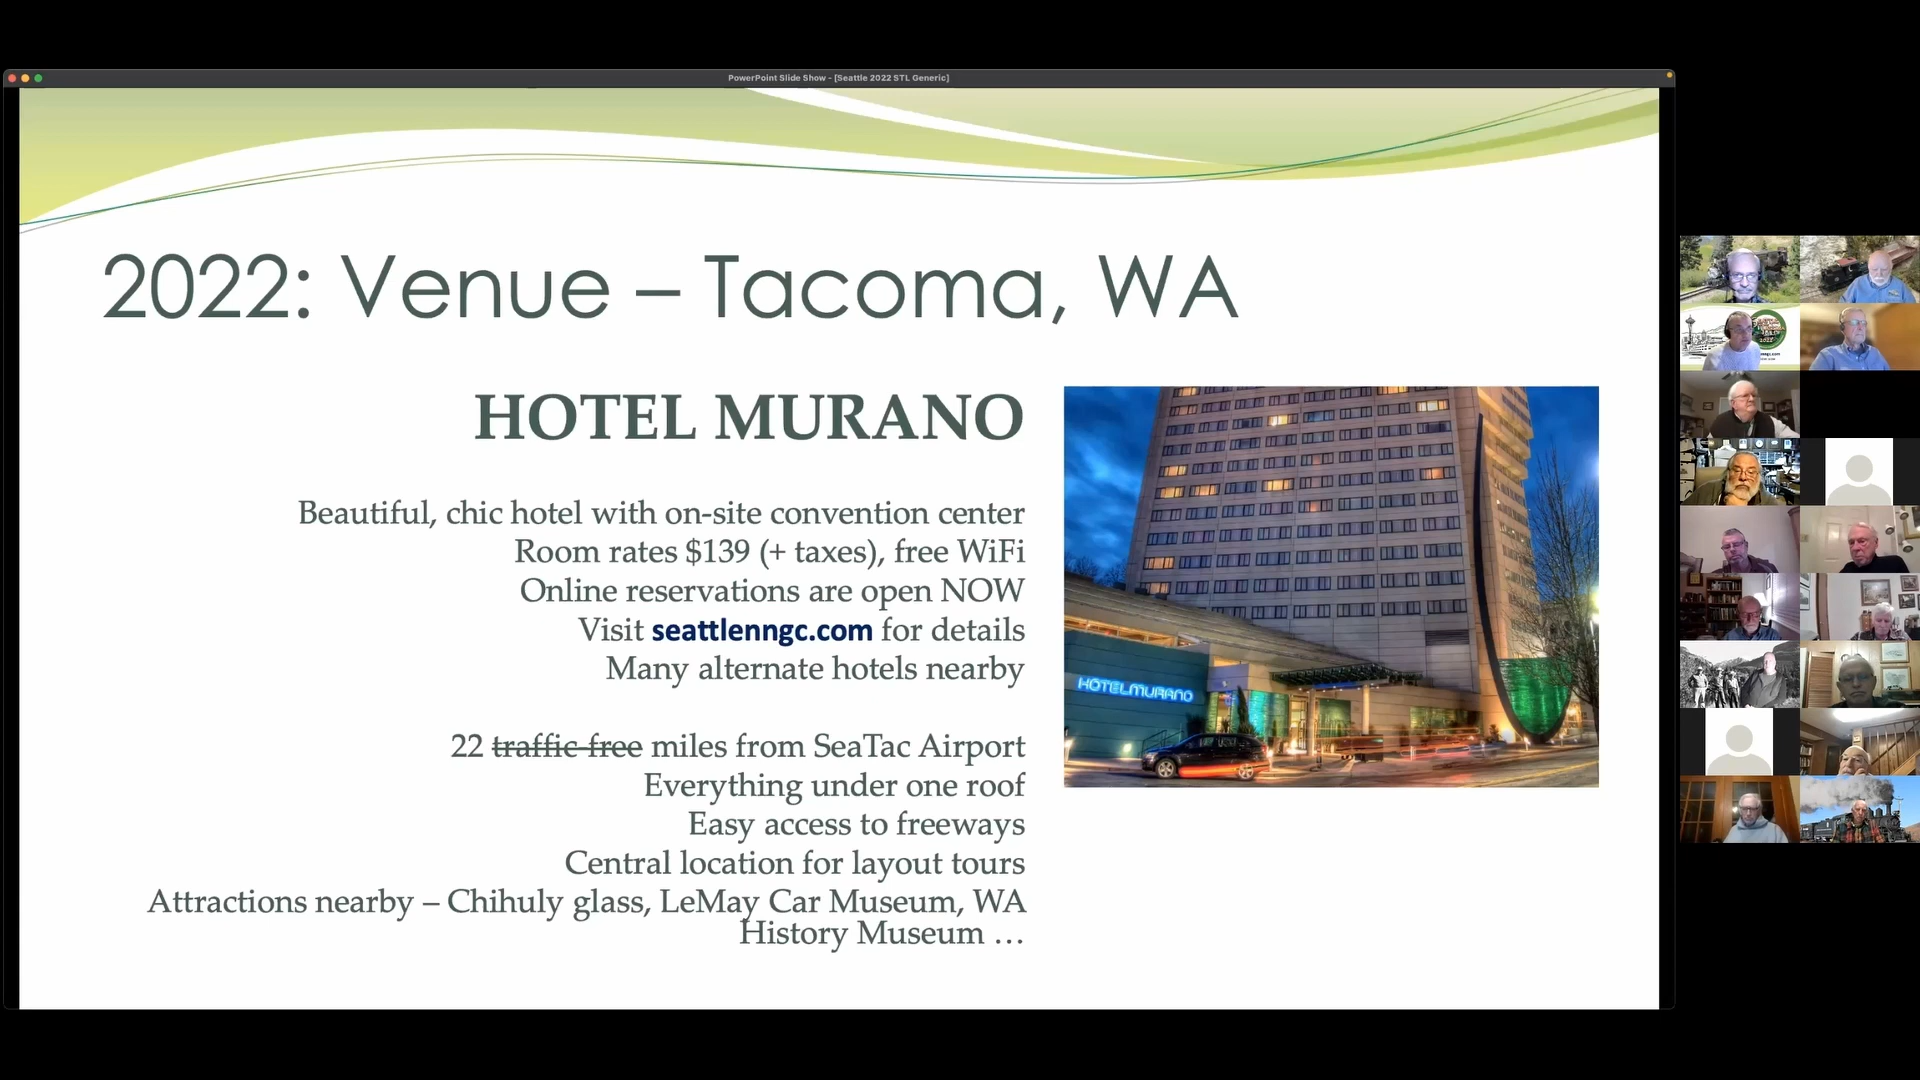 PowerPoint Slide Show - [Seattle 2022 STL Generic]
2022: Venue – Tacoma, WA
HOTEL MURANO
Beautiful, chic hotel with on-site convention center
Room rates $139 (+ taxes), free WiFi
Online reservations are open NOW
Visit seattlenngc.com for details
Many alternate hotels nearby
22 traffic-free miles from SeaTac Airport
Everything under one roof
Easy access to freeways
Central location for layout tours
Attractions nearby – Chihuly glass, LeMay Car Museum, WA
History Museum …
HOTELMURANO